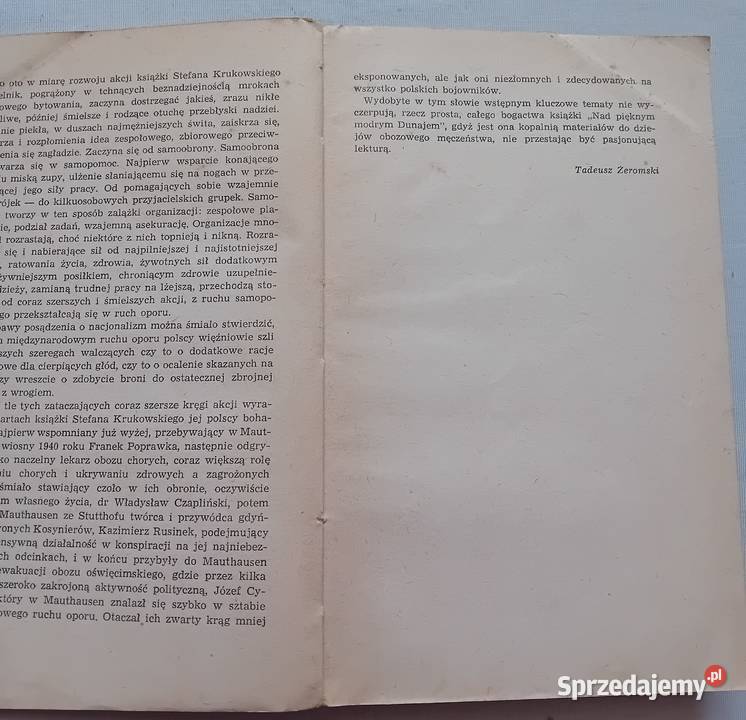 o oto w miarę rozwoju akcji książki Stefana Krukowskiego
elnik, pogrążony w tchnących beznadziejnością mrokach
owego bytowania, zaczyna dostrzegać jakieś, zrazu nikłe
liwe, później śmielsze i rodzące otuchę przebłyski nadziei.
nie piekła, w duszach najmężniejszych świta, zaiskrza się,
rza i rozpłomienia idea zespołowego, zbiorowego przeciw-
enia się zagładzie. Zaczyna się od samoobrony. Samoobrona
warza się w samopomoc. Najpierw wsparcie konającego
u miską zupy, ulżenie słaniającemu się na nogach w prze-
ącej jego siły pracy. Od pomagających sobie wzajemnie
rójek — do kilkuosobowych przyjacielskich grupek. Samo-
tworzy w ten sposób zalążki organizacji: zespołowe pla-
ie, podział zadań, wzajemną asekurację. Organizacje mno-
i rozrastają, choć niektóre z nich topnieją i nikną. Rozra-
się i nabierające sił od najpilniejszej i najistotniejszej
, ratowania życia, zdrowia, żywotnych sił dodatkowym
żywniejszym posiłkiem, chroniącym zdrowie uzupełnie-
dzieży, zamianą trudnej pracy na lżejszą, przechodzą sto-
od coraz szerszych i śmielszych akcji, z ruchu samopo-
go przekształcają się w ruch oporu.
bawy posądzenia o nacjonalizm można śmiało stwierdzić,
n międzynarodowym ruchu oporu polscy więźniowie szli
szych szeregach walczących czy to o dodatkowe racje
owe dla cierpiących głód, czy to o ocalenie skazanych na
zy wreszcie o zdobycie broni do ostatecznej zbrojnej
z wrogiem.
tle tych zataczających coraz szersze kręgi akcji wyra-
artach książki Stefana Krukowskiego jej polscy boha-
ajpierw wspomniany już wyżej, przebywający w Maut-
wiosny 1940 roku Franek Poprawka, następnie odgry-
ko naczelny lekarz obozu chorych, coraz większą rolę
niu chorych i ukrywaniu zdrowych a zagrożonych
śmiało stawiający czoło w ich obronie, oczywiście
m własnego życia, dr Władysław Czapliński, potem
Mauthausen ze Stutthofu twórca i przywódca gdyń-
ronych Kosynierów, Kazimierz Rusinek, podejmujący
ensywną działalność w konspiracji na jej najniebez-
ch odcinkach, i w końcu przybyły do Mauthausen
ewakuacji obozu oświęcimskiego, gdzie przez kilka
szeroko zakrojoną aktywność polityczną, Józef Cy-
który w Mauthausen znalazł się szybko w sztabie
owego ruchu oporu. Otaczał ich zwarty krąg mniej
eksponowanych, ale jak oni niezłomnych i zdecydowanych na
wszystko polskich bojowników.
Wydobyte w tym słowie wstępnym kluczowe tematy nie wy-
czerpują, rzecz prosta, całego bogactwa książki „Nad pięknym
modrym Dunajem”, gdyż jest ona kopalnią materiałów do dzie-
jów obozowego męczeństwa, nie przestając być pasjonującą
lekturą.
Tadeusz Żeromski
Sprzedajemy.pl